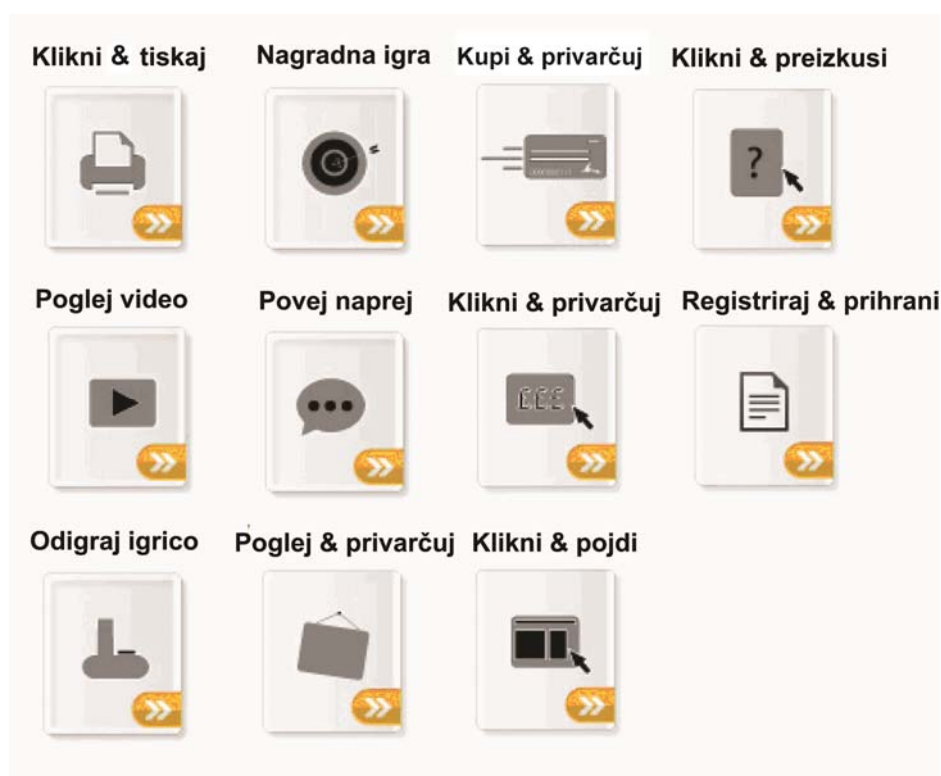 Klikni & tiskaj
Nagradna igra
Kupi & privarčuj
Klikni & preizkusi
?
Poglej video
Povej naprej
Klikni & privarčuj
Registriraj & prihrani
£££
Odigraj igrico
Poglej & privarčuj
Klikni & pojdi